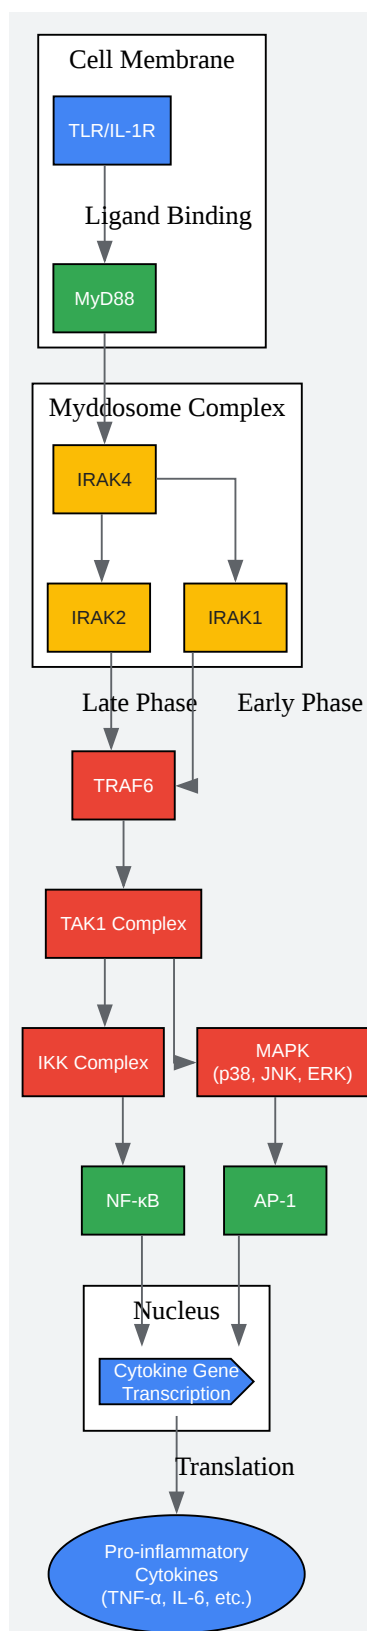 Cell Membrane
TLR/IL-1R
Ligand Binding
MyD88
Myddosome Complex
IRAK4
IRAK2
IRAK1
Late Phase
Early Phase
TRAF6
TAK1 Complex
IKK Complex
MAPK
(p38, JNK, ERK)
NF-κB
AP-1
Nucleus
Cytokine Gene
Transcription
Translation
Pro-inflammatory
Cytokines
(TNF-α, IL-6, etc.)